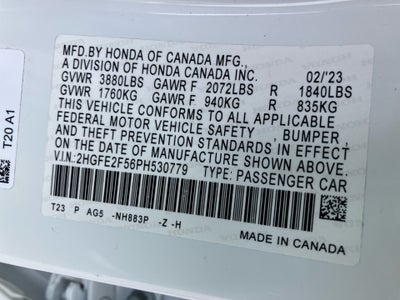 MFD.BY HONDA OF CANADA MFG.,
A DIVISION OF HONDA CANADA INC. 02/'23
GVWR 3880LBS GAWR F 2072LBS R 1840LBS
GVWR 1760KG GAWR F 940KG R 835KG
THIS VEHICLE CONFORMS TO ALL APPLICABLE
FEDERAL MOTOR VEHICLE SAFETY, BUMPER,
AND THEFT PREVENTION STANDARDS IN EFFECT ON
THE DATE OF MANUFACTURE SHOWN ABOVE.
V.I.N:2HGFE2F56PH530779 TYPE: PASSENGER CAR
T20 A1
T23 P AG5 -NH883P -Z -H
MADE IN CANADA